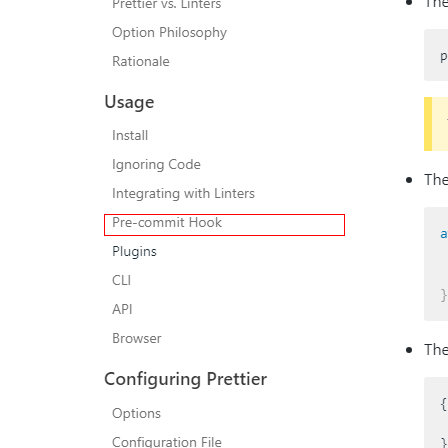 Prettier vs. Linters
Option Philosophy
Rationale
Usage
Install
Ignoring Code
Integrating with Linters
Pre-commit Hook
Plugins
CLI
API
Browser
Configuring Prettier
Options
Configuration File
The
p
The
a
}
The
{
}